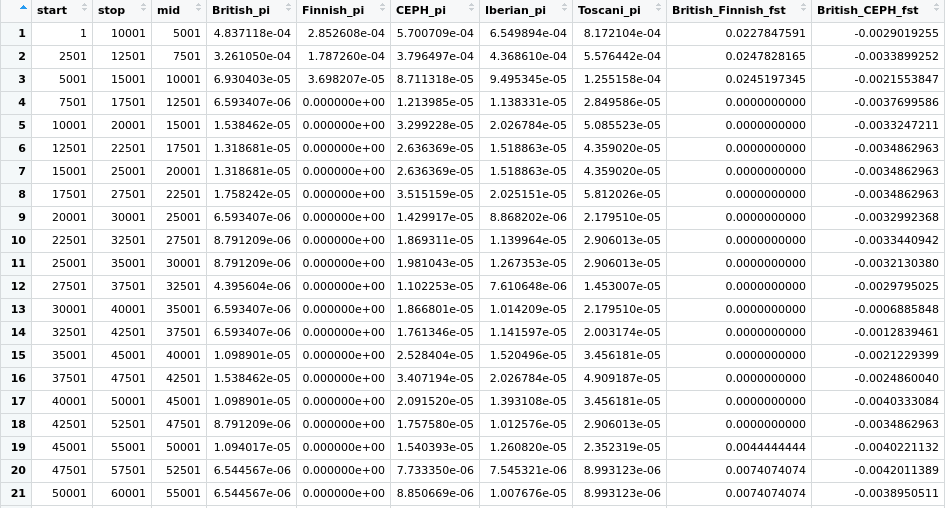 start stop mid British_pi Finnish_pi CEPH_pi Iberian_pi Toscani_pi British_Finnish_fst British_CEPH_fst
1 1 10001 5001 4.837118e-04 2.852608e-04 5.700709e-04 6.549894e-04 8.172104e-04 0.0227847591 -0.0029019255
2 2501 12501 7501 3.261050e-04 1.787260e-04 3.796497e-04 4.368610e-04 5.576442e-04 0.0247828165 -0.0033899252
3 5001 15001 10001 6.930403e-05 3.698207e-05 8.711318e-05 9.495345e-05 1.255158e-04 0.0245197345 -0.0021553847
4 7501 17501 12501 6.593407e-06 0.000000e+00 1.213985e-05 1.138331e-05 2.849586e-05 0.0000000000 -0.0037699586
5 10001 20001 15001 1.538462e-05 0.000000e+00 3.299228e-05 2.026784e-05 5.085523e-05 0.0000000000 -0.0033247211
6 12501 22501 17501 1.318681e-05 0.000000e+00 2.636369e-05 1.518863e-05 4.359020e-05 0.0000000000 -0.0034862963
7 15001 25001 20001 1.318681e-05 0.000000e+00 2.636369e-05 1.518863e-05 4.359020e-05 0.0000000000 -0.0034862963
8 17501 27501 22501 1.758242e-05 0.000000e+00 3.515159e-05 2.025151e-05 5.812026e-05 0.0000000000 -0.0034862963
9 20001 30001 25001 6.593407e-06 0.000000e+00 1.429917e-05 8.868202e-06 2.179510e-05 0.0000000000 -0.0032992368
10 22501 32501 27501 8.791209e-06 0.000000e+00 1.869311e-05 1.139964e-05 2.906013e-05 0.0000000000 -0.0033440942
11 25001 35001 30001 8.791209e-06 0.000000e+00 1.981043e-05 1.267353e-05 2.906013e-05 0.0000000000 -0.0032130380
12 27501 37501 32501 4.395604e-06 0.000000e+00 1.102253e-05 7.610648e-06 1.453007e-05 0.0000000000 -0.0029795025
13 30001 40001 35001 6.593407e-06 0.000000e+00 1.866801e-05 1.014209e-05 2.179510e-05 0.0000000000 -0.0006885848
14 32501 42501 37501 6.593407e-06 0.000000e+00 1.761346e-05 1.141597e-05 2.003174e-05 0.0000000000 -0.0012839461
15 35001 45001 40001 1.098901e-05 0.000000e+00 2.528404e-05 1.520496e-05 3.456181e-05 0.0000000000 -0.0021229399
16 37501 47501 42501 1.538462e-05 0.000000e+00 3.407194e-05 2.026784e-05 4.909187e-05 0.0000000000 -0.0024860040
17 40001 50001 45001 1.098901e-05 0.000000e+00 2.091520e-05 1.393108e-05 3.456181e-05 0.0000000000 -0.0040333084
18 42501 52501 47501 8.791209e-06 0.000000e+00 1.757580e-05 1.012576e-05 2.906013e-05 0.0000000000 -0.0034862963
19 45001 55001 50001 1.094017e-05 0.000000e+00 1.540393e-05 1.260820e-05 2.352319e-05 0.0044444444 -0.0040221132
20 47501 57501 52501 6.544567e-06 0.000000e+00 7.733350e-06 7.545321e-06 8.993123e-06 0.0074074074 -0.0042011389
21 50001 60001 55001 6.544567e-06 0.000000e+00 8.850669e-06 1.007676e-05 8.993123e-06 0.0074074074 -0.0038950511